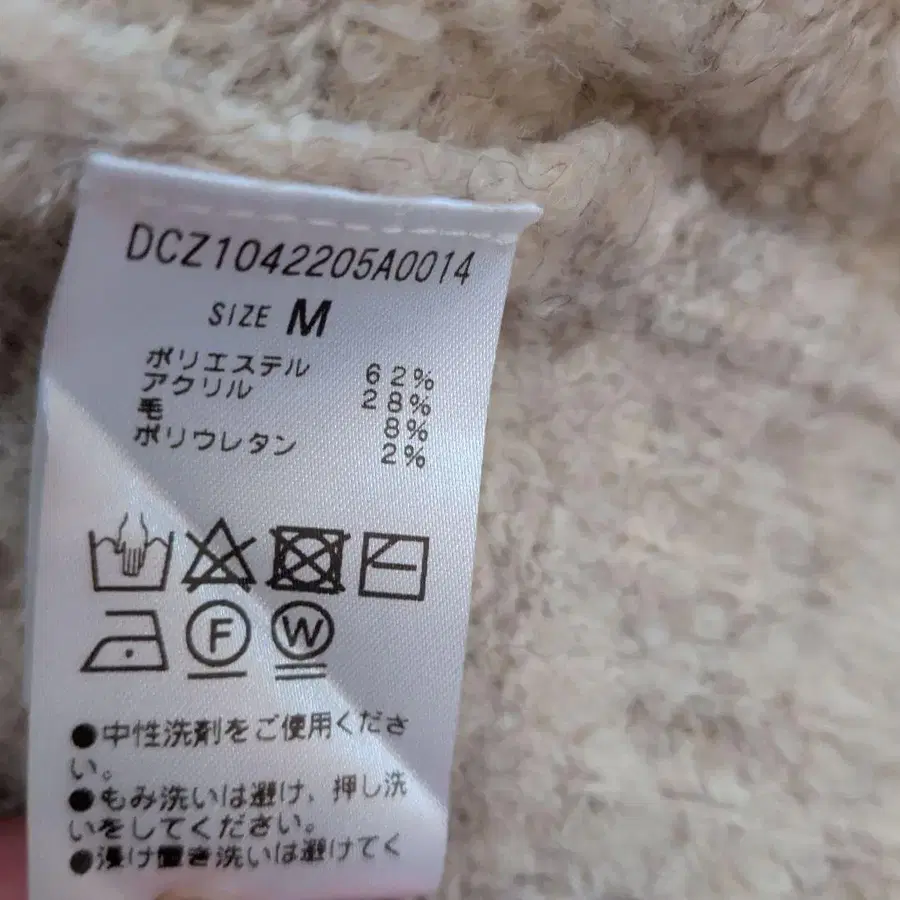 DCZ1042205A0014
SIZE M
ポリエステル 62%
アクリル 28%
毛 8%
ポリウレタン 2%
F W
●中性洗剤をご使用くださ
い。
●もみ洗いは避け、押し洗
いをしてください。
●浸け置き洗いは避けてく